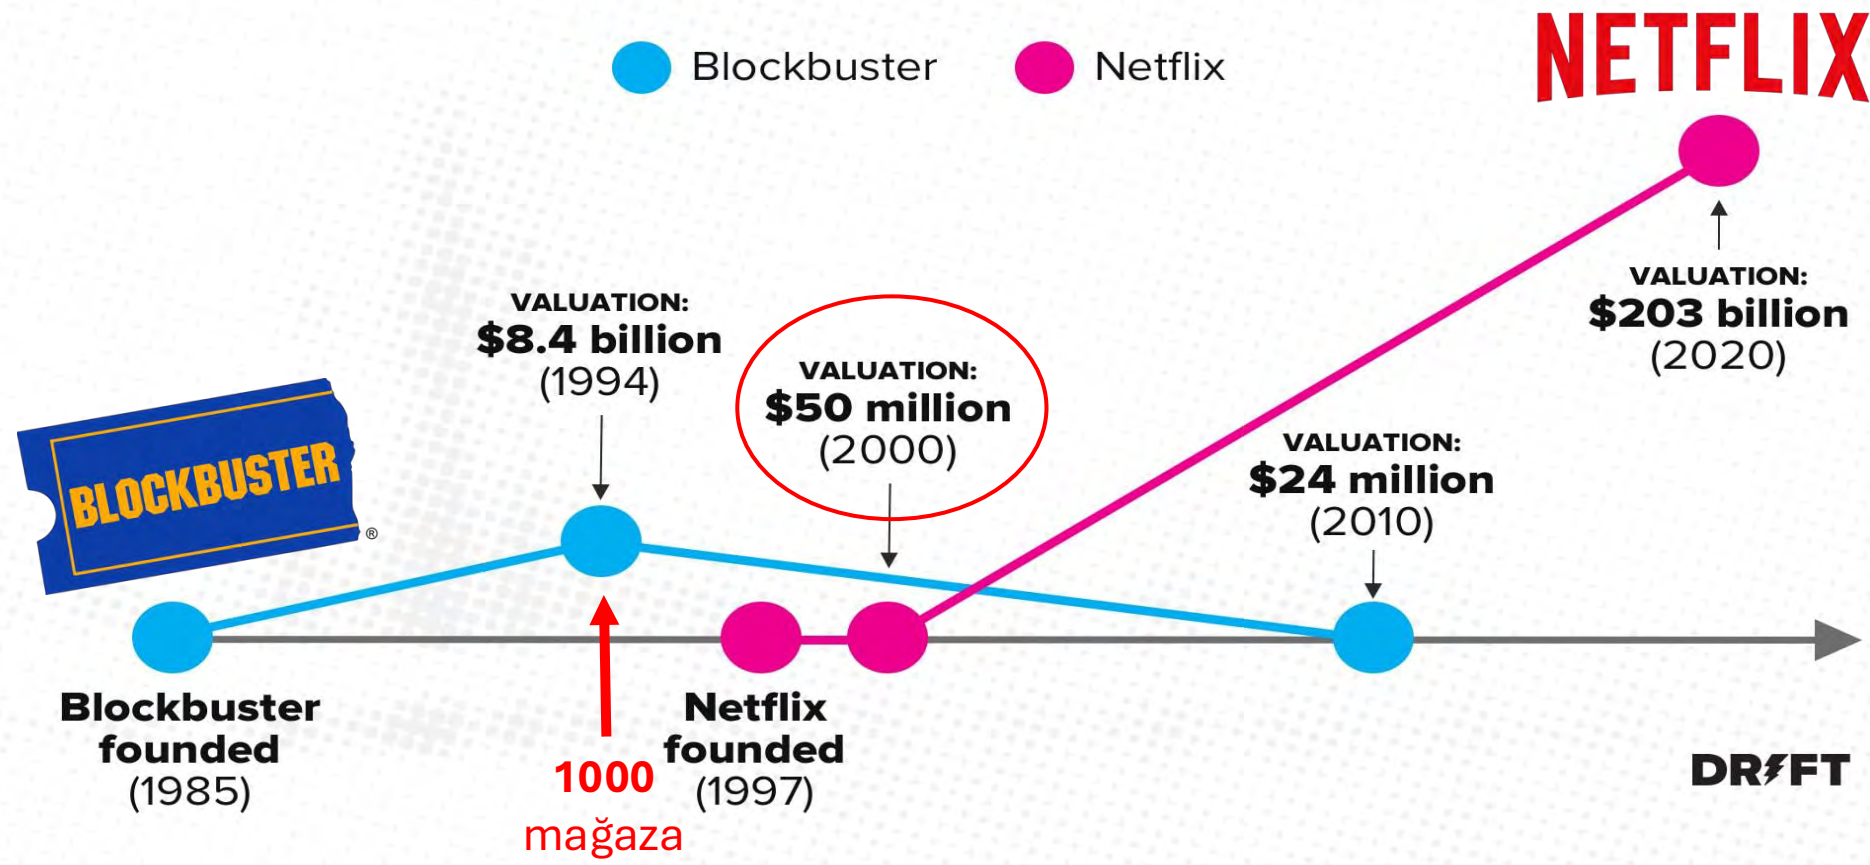 Blockbuster
Netflix
NETFLIX
VALUATION:
$8.4 billion
(1994)
VALUATION:
$50 million
(2000)
VALUATION:
$203 billion
(2020)
VALUATION:
$24 million
(2010)
BLOCKBUSTER
®
Blockbuster
founded
(1985)
1000
mağaza
Netflix
founded
(1997)
DRIFT